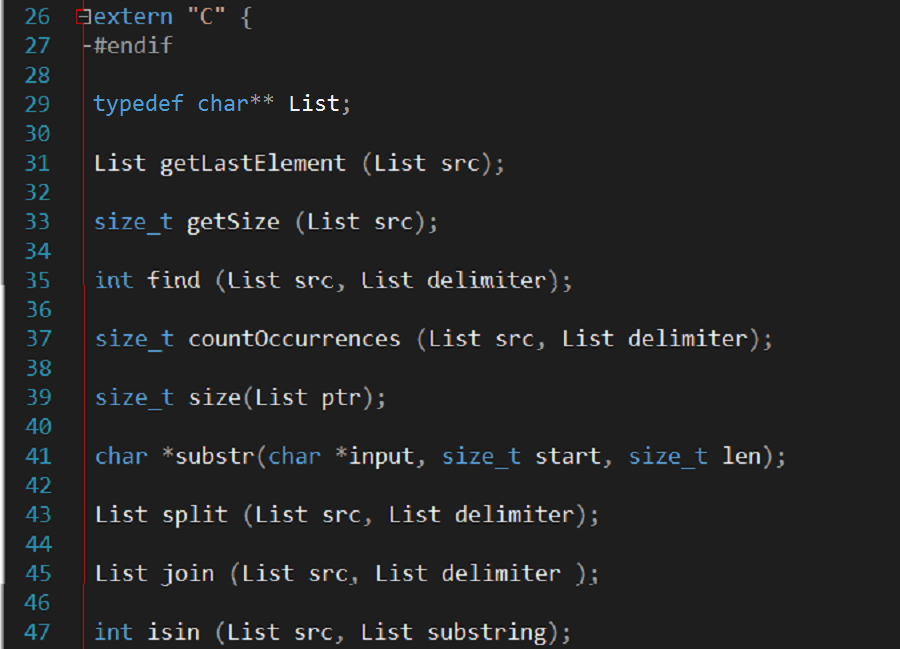 26 extern "C" {
27 #endif
28
29 typedef char** List;
30
31 List getLastElement (List src);
32
33 size_t getSize (List src);
34
35 int find (List src, List delimiter);
36
37 size_t countOccurrences (List src, List delimiter);
38
39 size_t size(List ptr);
40
41 char *substr(char *input, size_t start, size_t len);
42
43 List split (List src, List delimiter);
44
45 List join (List src, List delimiter );
46
47 int isin (List src, List substring);